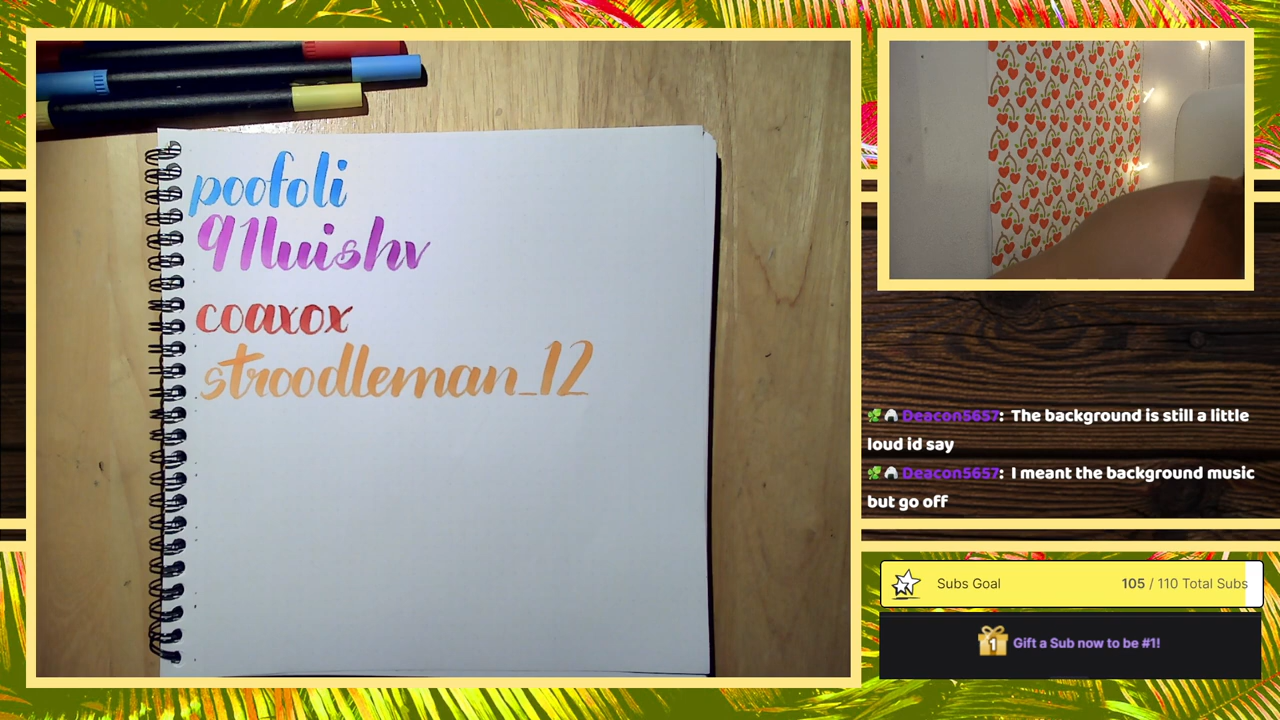 poofoli
91luishv
coaxox
stroodleman_12
Deacon5657: The background is still a little
loud id say
Deacon5657: I meant the background music
but go off
Subs Goal 105 / 110 Total Subs
1 Gift a Sub now to be #1!